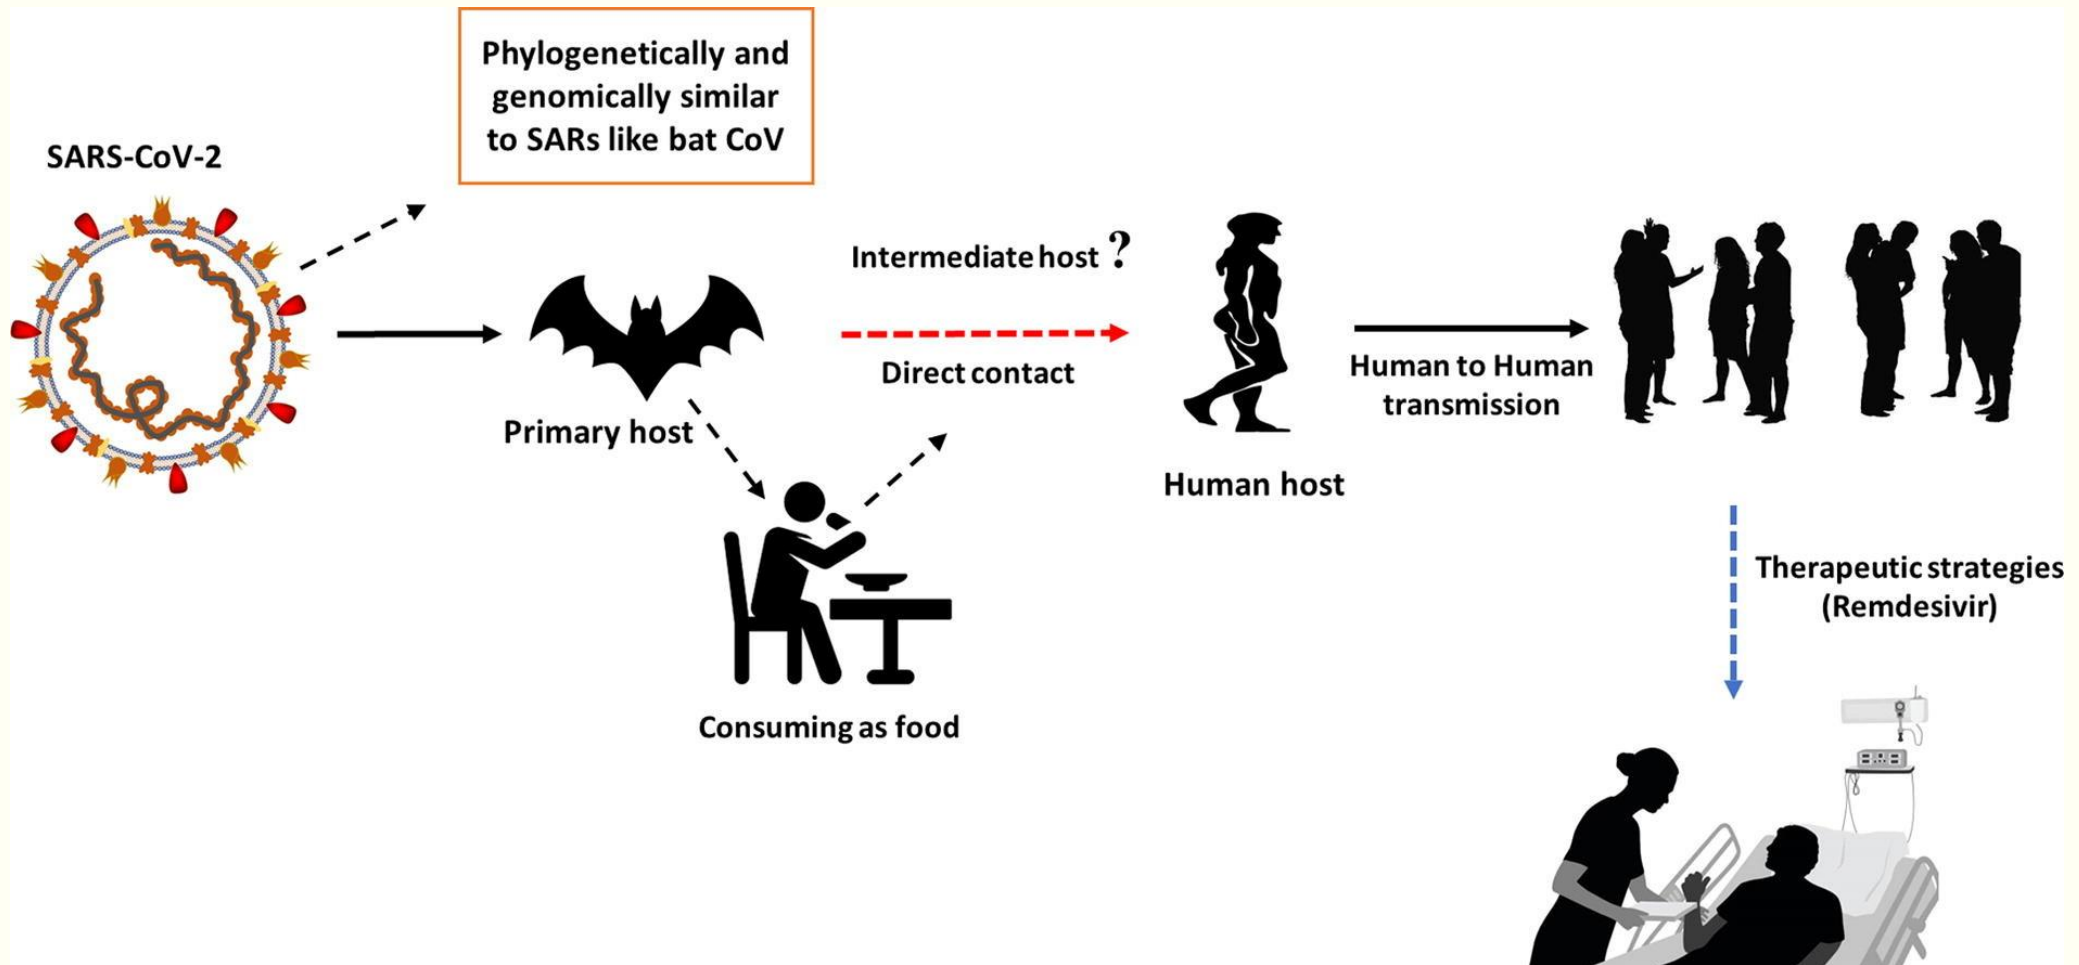 Phylogenetically and
genomically similar
to SARs like bat CoV
SARS-CoV-2
Intermediate host ?
Direct contact
Primary host
Human to Human
transmission
Human host
Consuming as food
Therapeutic strategies
(Remdesivir)